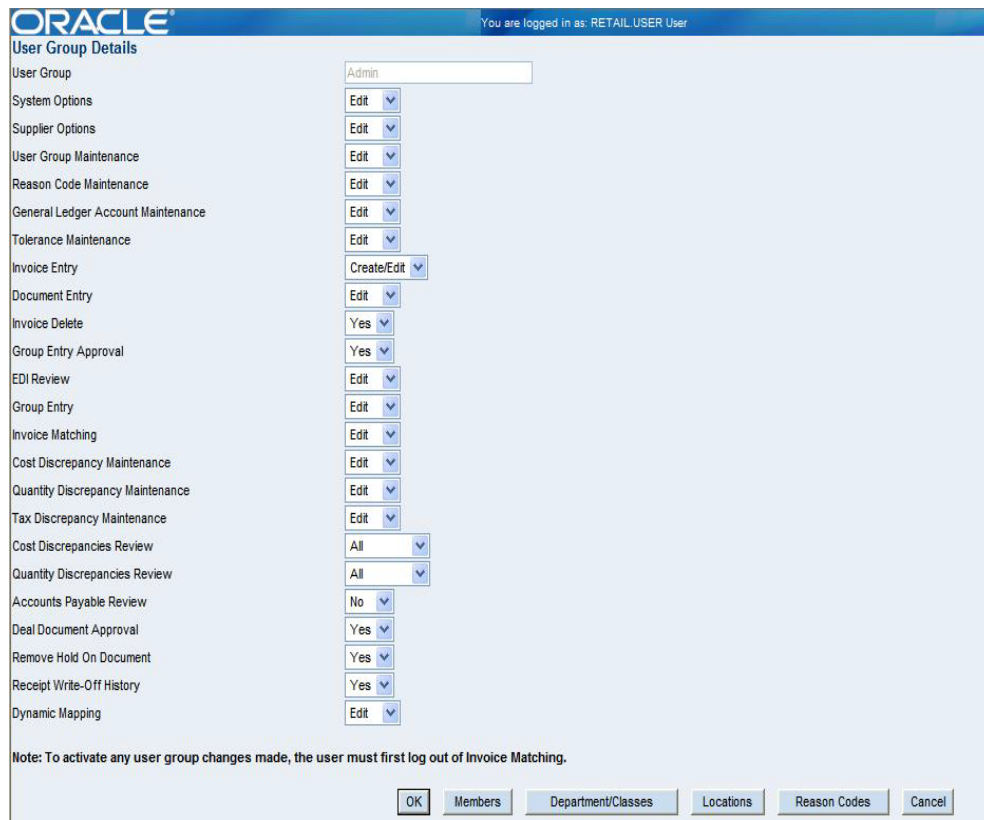 ORACLE®
You are logged in as: RETAIL.USER User
User Group Details
User Group Admin
System Options Edit
Supplier Options Edit
User Group Maintenance Edit
Reason Code Maintenance Edit
General Ledger Account Maintenance Edit
Tolerance Maintenance Edit
Invoice Entry Create/Edit
Document Entry Edit
Invoice Delete Yes
Group Entry Approval Yes
EDI Review Edit
Group Entry Edit
Invoice Matching Edit
Cost Discrepancy Maintenance Edit
Quantity Discrepancy Maintenance Edit
Tax Discrepancy Maintenance Edit
Cost Discrepancies Review All
Quantity Discrepancies Review All
Accounts Payable Review No
Deal Document Approval Yes
Remove Hold On Document Yes
Receipt Write-Off History Yes
Dynamic Mapping Edit
Note: To activate any user group changes made, the user must first log out of Invoice Matching.
OK Members Department/Classes Locations Reason Codes Cancel